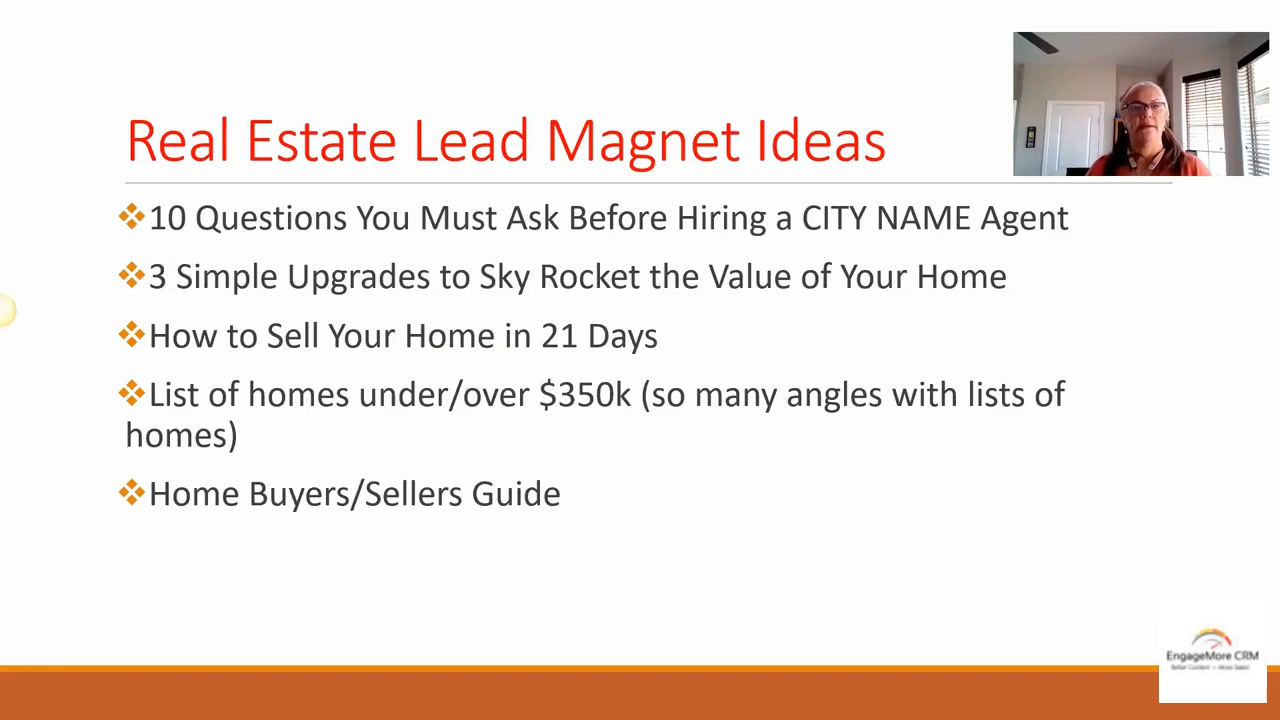 Real Estate Lead Magnet Ideas
10 Questions You Must Ask Before Hiring a CITY NAME Agent
3 Simple Upgrades to Sky Rocket the Value of Your Home
How to Sell Your Home in 21 Days
List of homes under/over $350k (so many angles with lists of
homes)
Home Buyers/Sellers Guide
EngageMore CRM